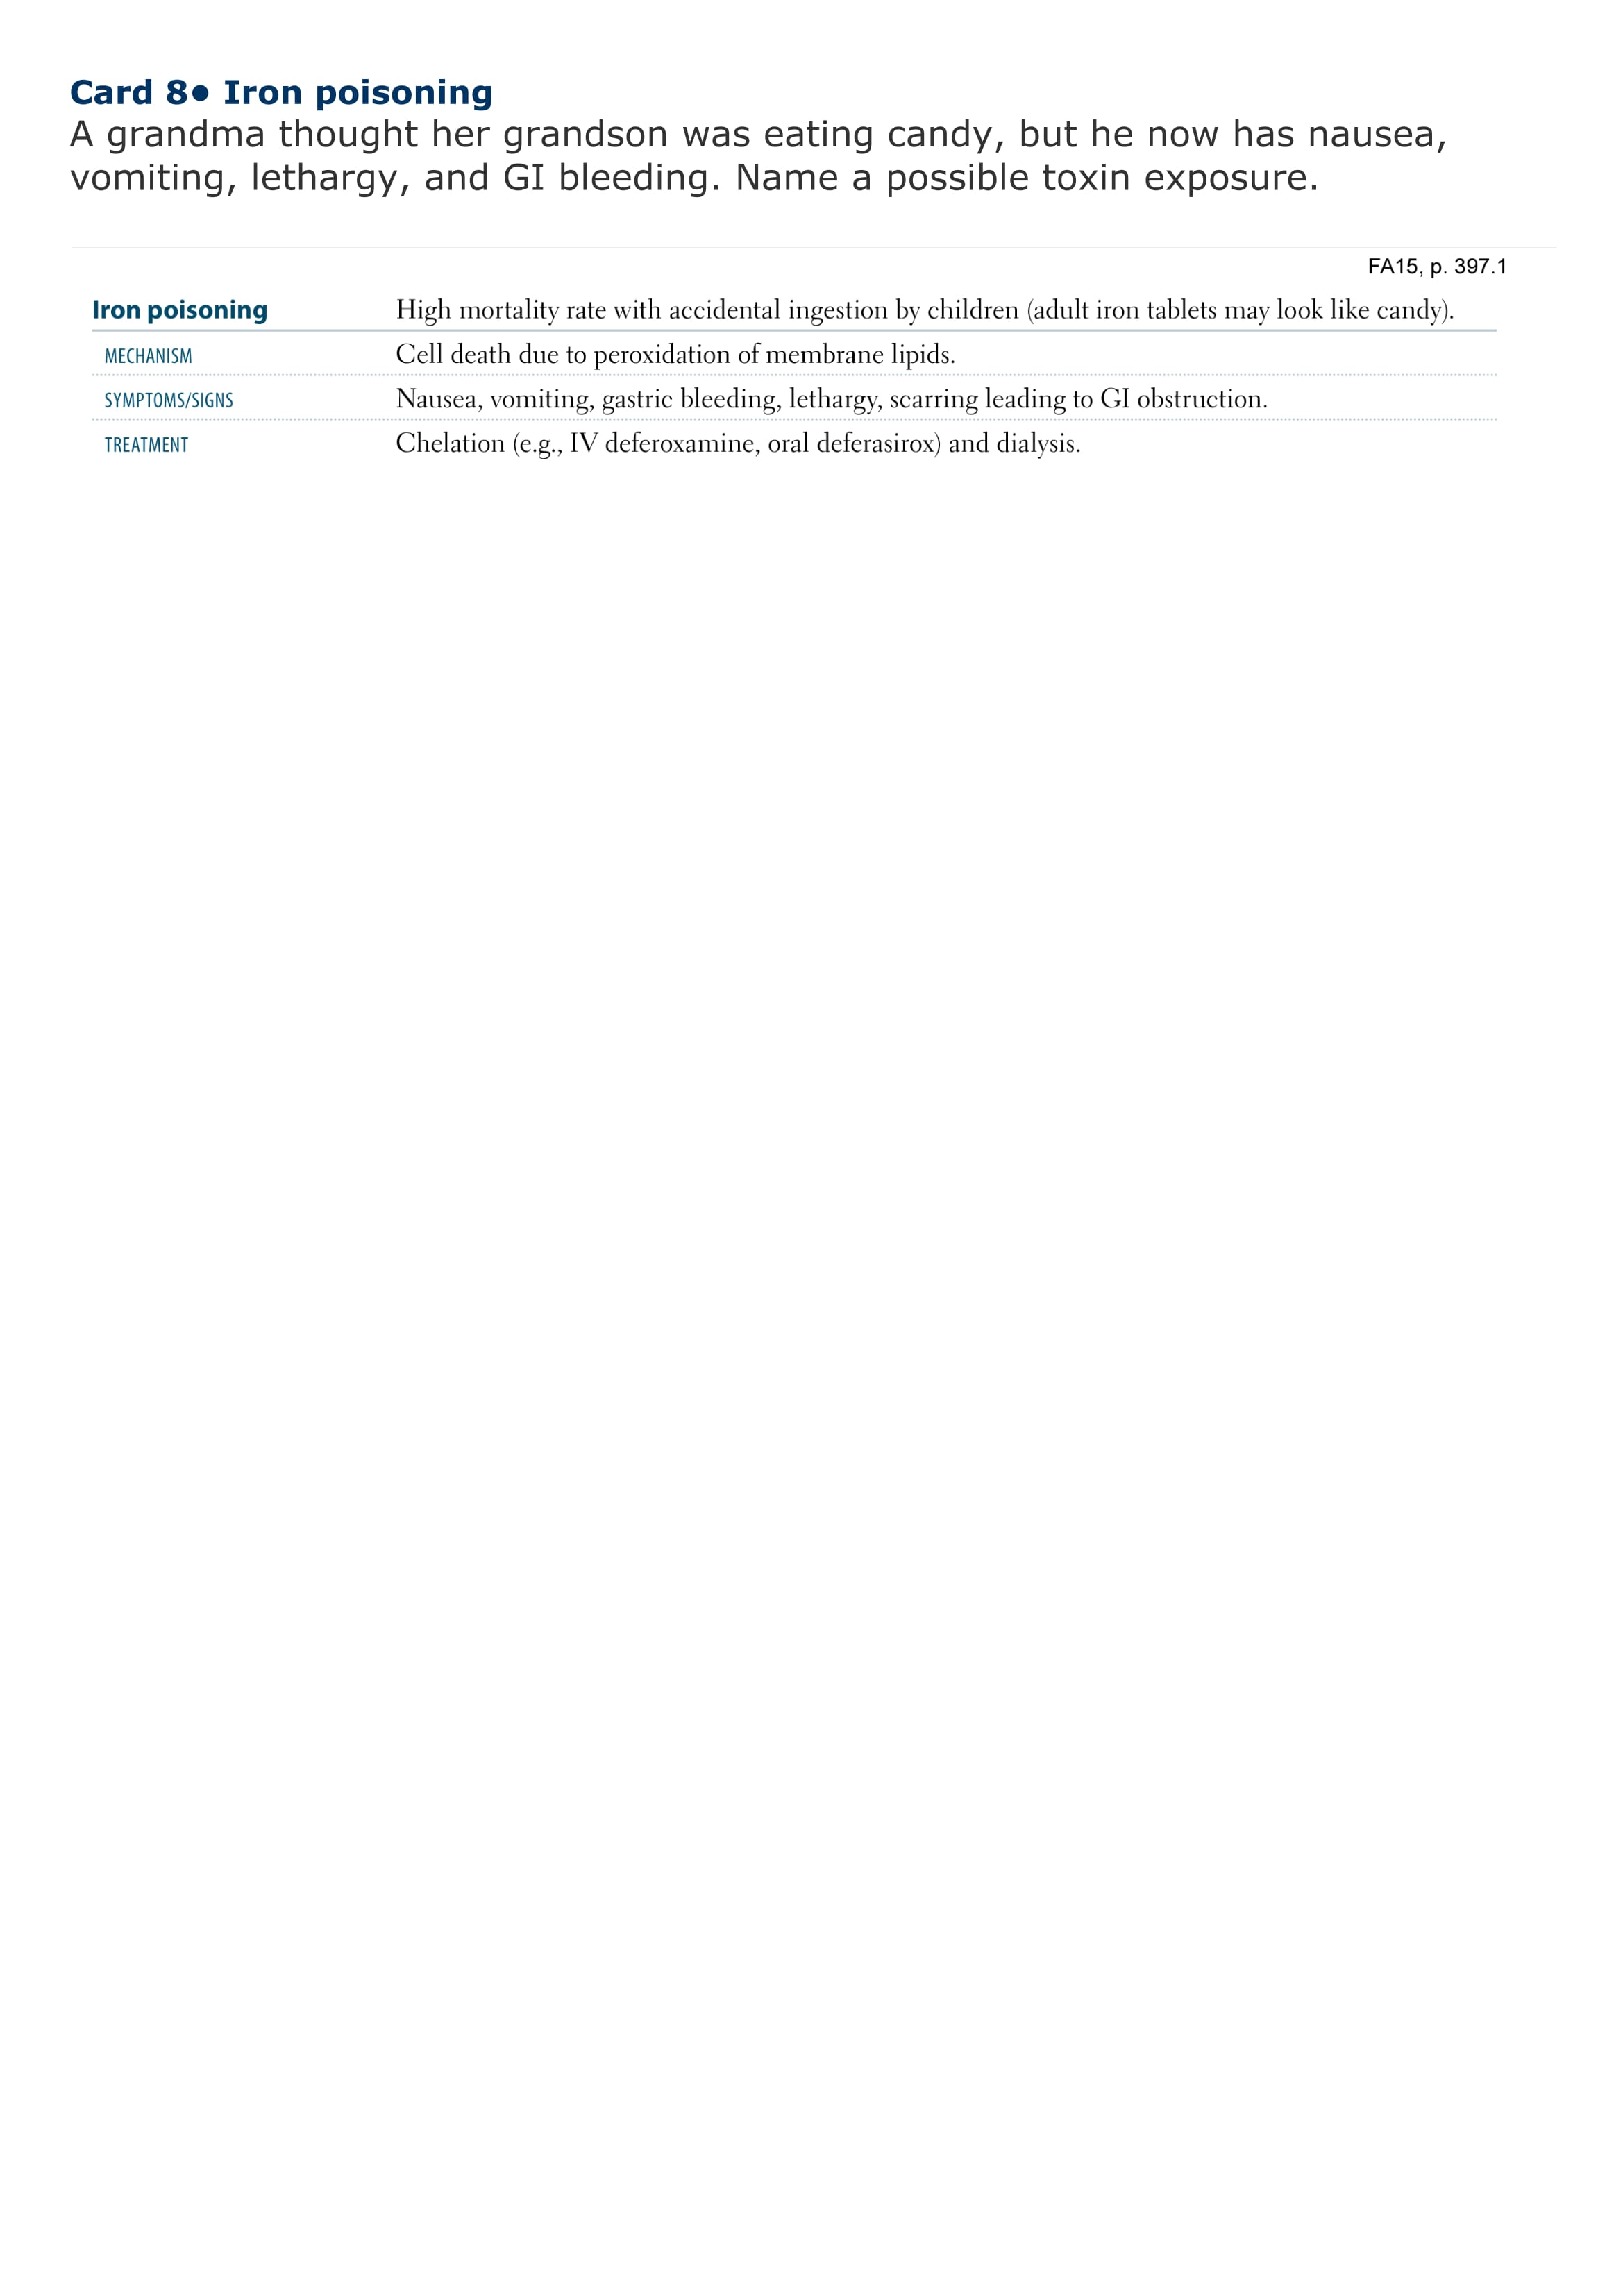 Card 8• Iron poisoning
A grandma thought her grandson was eating candy, but he now has nausea,
vomiting, lethargy, and GI bleeding. Name a possible toxin exposure.
FA15, p. 397.1
Iron poisoning High mortality rate with accidental ingestion by children (adult iron tablets may look like candy).
MECHANISM Cell death due to peroxidation of membrane lipids.
SYMPTOMS/SIGNS Nausea, vomiting, gastric bleeding, lethargy, scarring leading to GI obstruction.
TREATMENT Chelation (e.g., IV deferoxamine, oral deferasirox) and dialysis.